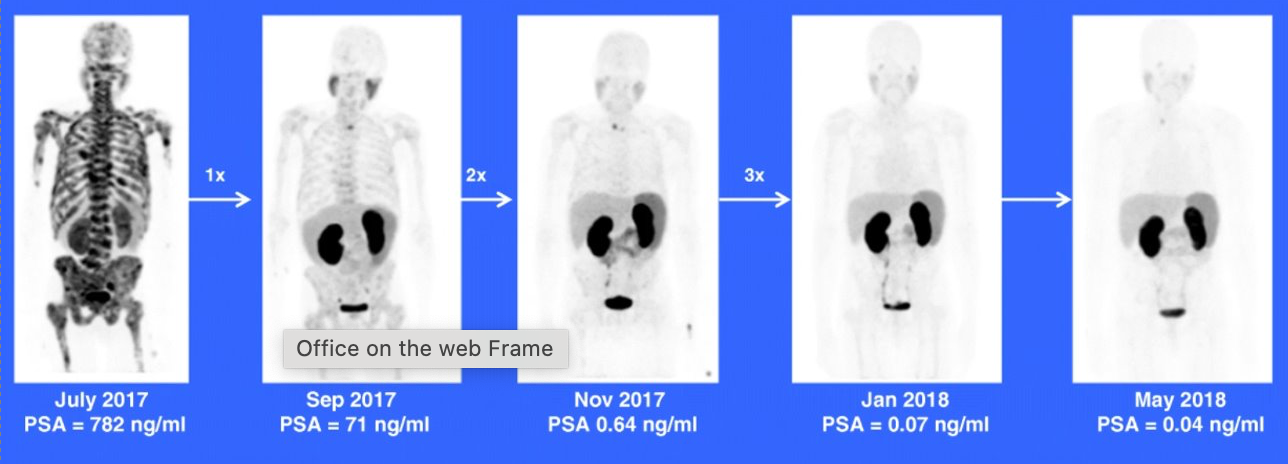 1x
2x
3x
Office on the web Frame
July 2017
PSA = 782 ng/ml
Sep 2017
PSA = 71 ng/ml
Nov 2017
PSA 0.64 ng/ml
Jan 2018
PSA = 0.07 ng/ml
May 2018
PSA = 0.04 ng/ml